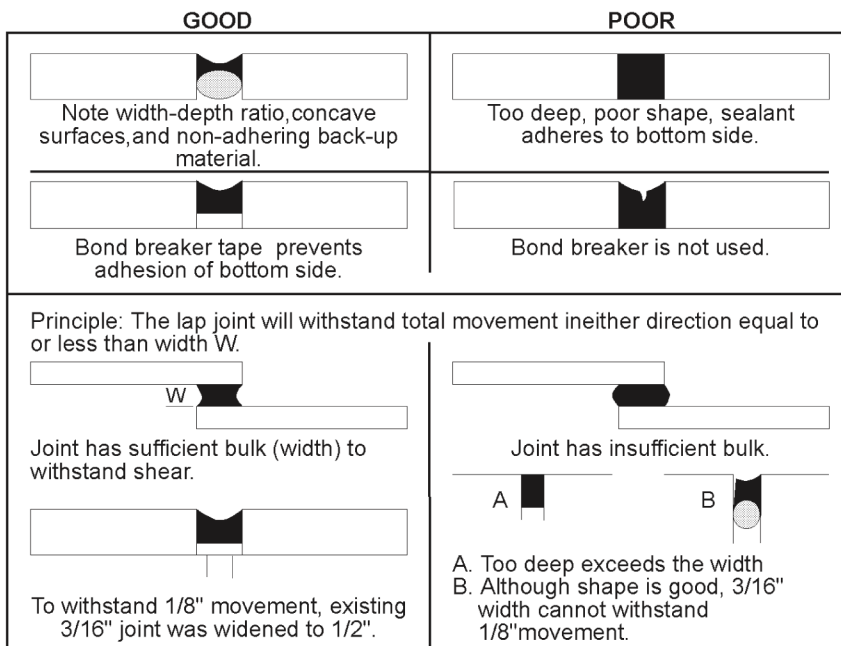 GOOD
POOR
Note width-depth ratio,concave
surfaces,and non-adhering back-up
material.
Too deep, poor shape, sealant
adheres to bottom side.
Bond breaker tape prevents
adhesion of bottom side.
Bond breaker is not used.
Principle: The lap joint will withstand total movement ineither direction equal to
or less than width W.
W
Joint has sufficient bulk (width) to
withstand shear.
Joint has insufficient bulk.
A
B
To withstand 1/8" movement, existing
3/16" joint was widened to 1/2".
A. Too deep exceeds the width
B. Although shape is good, 3/16"
width cannot withstand
1/8"movement.